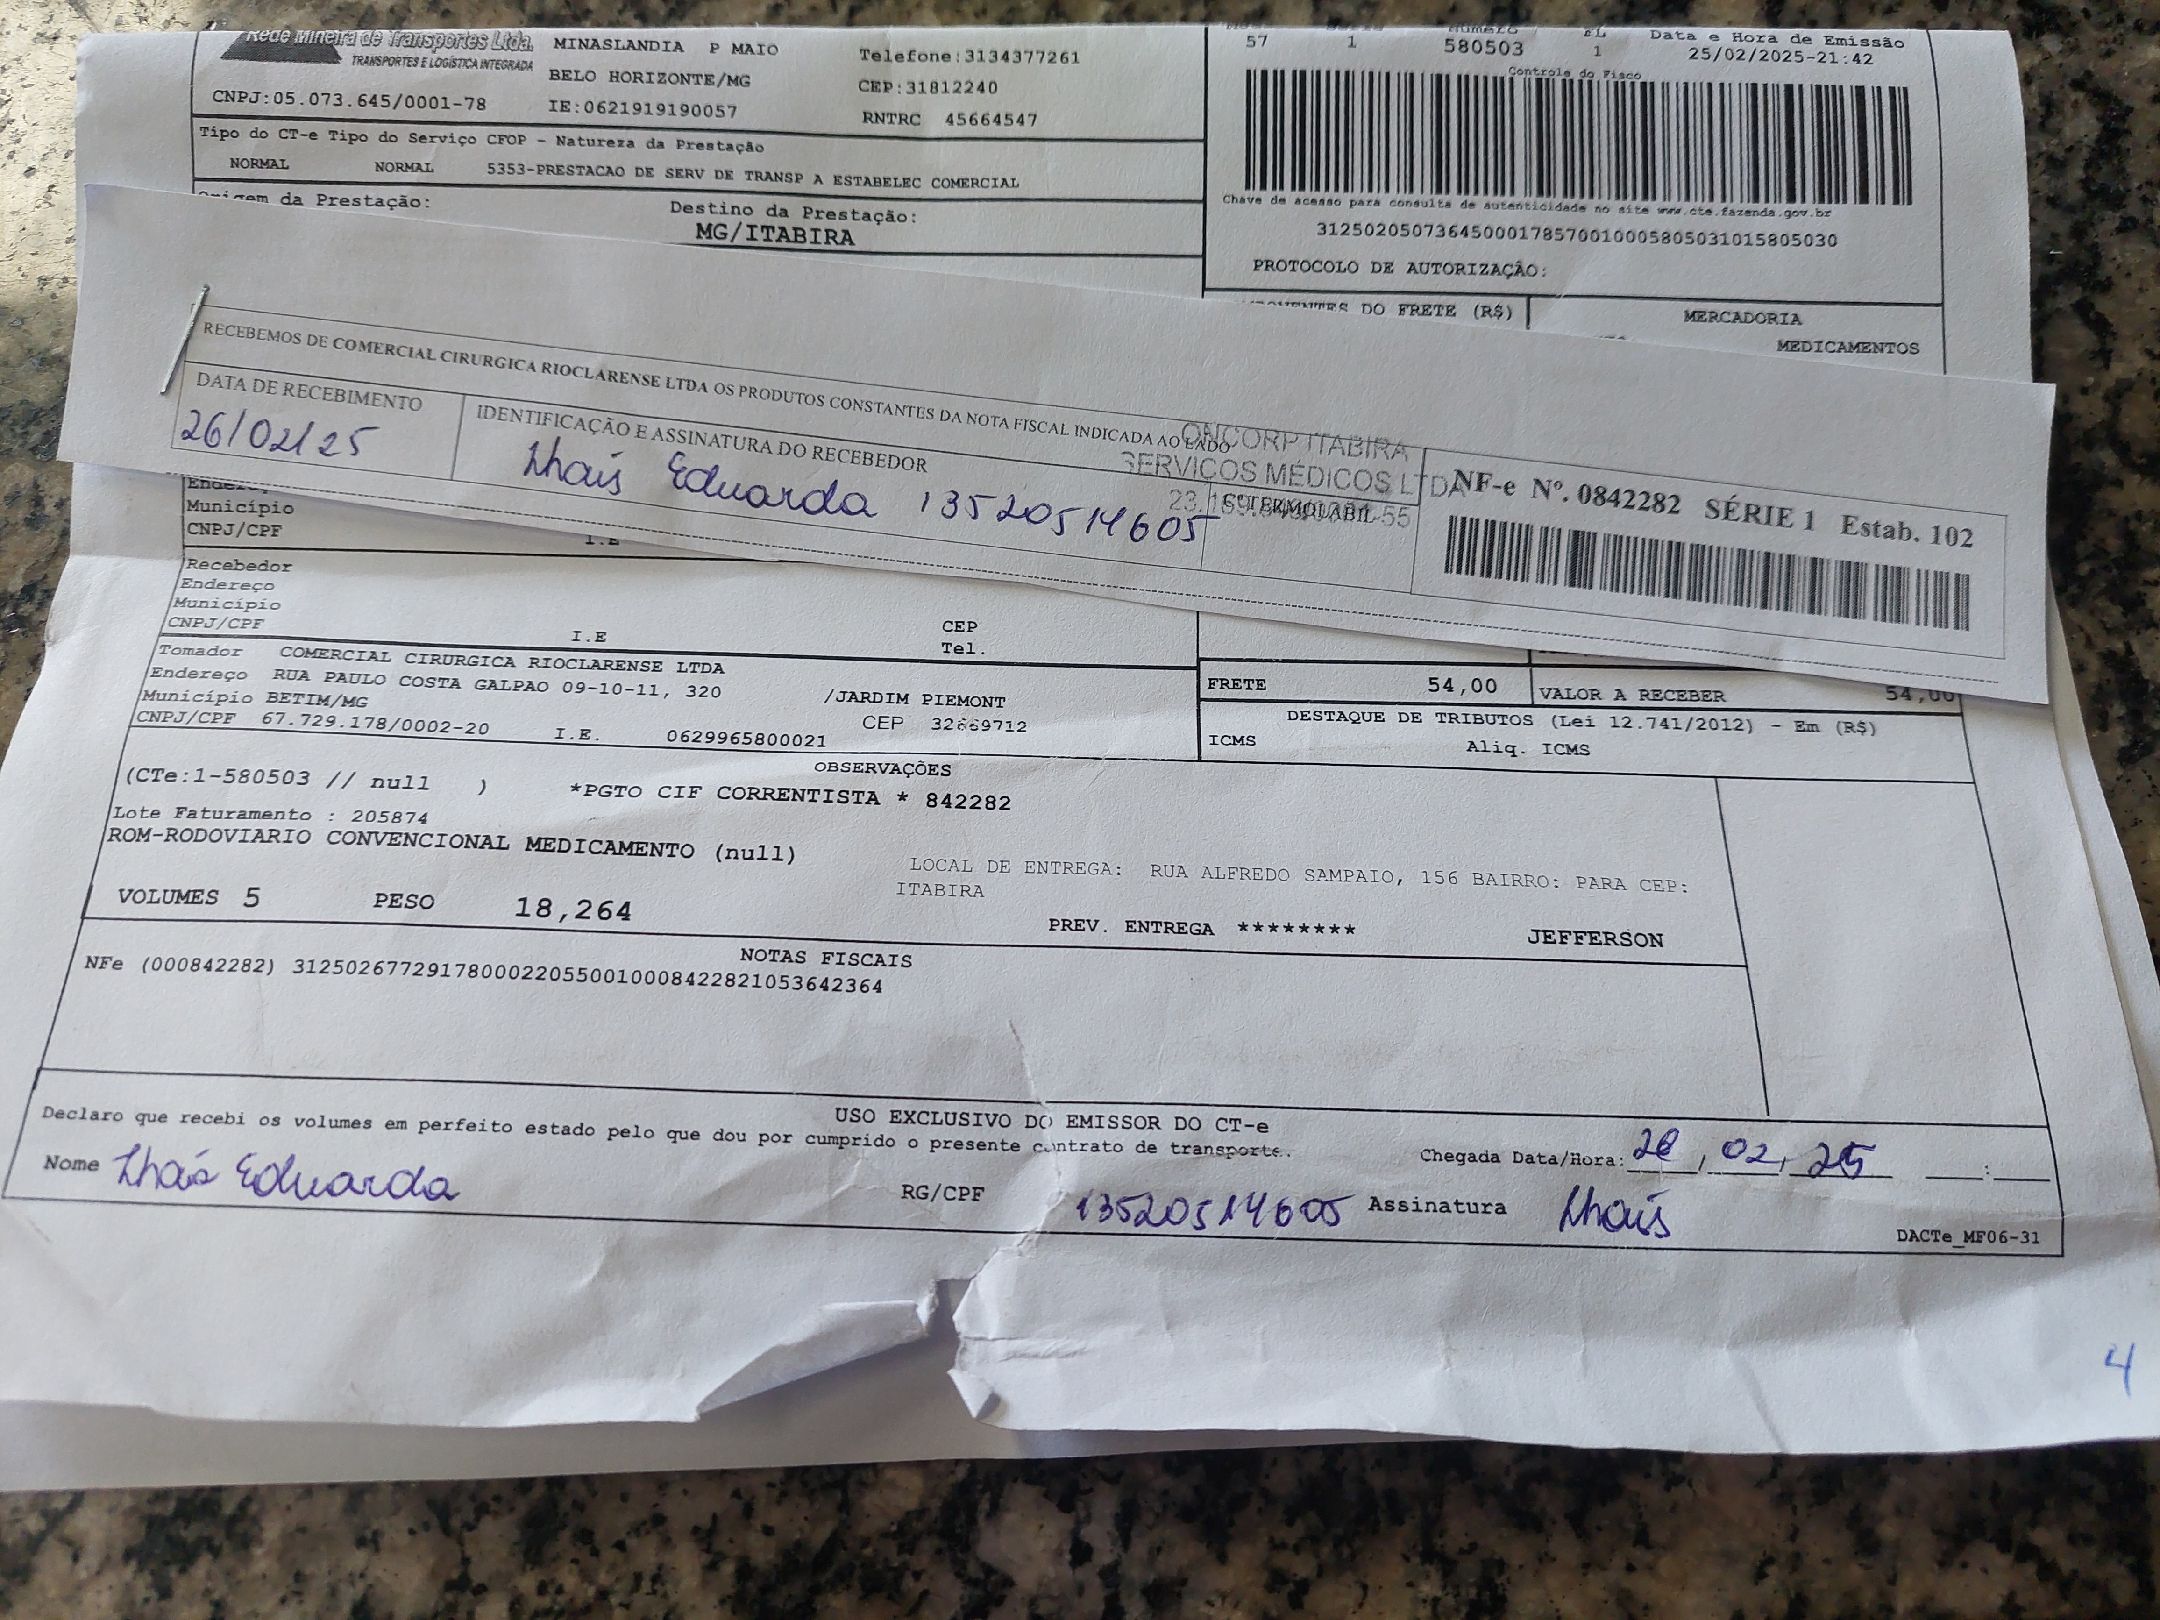 Rede Mineira de Transportes Ltda.
TRANSPORTES E LOGÍSTICA INTEGRADA
CNPJ:05.073.645/0001-78
MINASLANDIA P MAIO
BELO HORIZONTE/MG
IE:0621919190057
Telefone:3134377261
CEP:31812240
RNTRC 45664547
57 1 580503 1
Data e Hora de Emissão
25/02/2025-21:42
Controle do Fisco
Tipo do CT-e Tipo do Serviço CFOP - Natureza da Prestação
NORMAL NORMAL 5353-PRESTACAO DE SERV DE TRANSP A ESTABELEC COMERCIAL
Origem da Prestação:
Destino da Prestação:
MG/ITABIRA
Chave de acesso para consulta de autenticidade no site www.cte.fazenda.gov.br
31250205073645000178570010005805031015805030
PROTOCOLO DE AUTORIZAÇÃO:
DO FRETE (R$)
MERCADORIA
MEDICAMENTOS
RECEBEMOS DE COMERCIAL CIRURGICA RIOCLARENSE LTDA OS PRODUTOS CONSTANTES DA NOTA FISCAL INDICADA AO LADO
DATA DE RECEBIMENTO
26/02/25
IDENTIFICAÇÃO E ASSINATURA DO RECEBEDOR
Thais Eduarda 13520514605
ONCORP ITABIRA
SERVIÇOS MÉDICOS LTDA
NF-e Nº. 0842282 SÉRIE 1 Estab. 102
Município
CNPJ/CPF
I.E
Recebedor
Endereço
Município
CNPJ/CPF
I.E
CEP
Tel.
Tomador COMERCIAL CIRURGICA RIOCLARENSE LTDA
Endereço RUA PAULO COSTA GALPAO 09-10-11, 320 /JARDIM PIEMONT
Município BETIM/MG CEP 32669712
CNPJ/CPF 67.729.178/0002-20 I.E. 0629965800021
FRETE 54,00 VALOR A RECEBER 54,00
DESTAQUE DE TRIBUTOS (Lei 12.741/2012) - Em (R$)
ICMS Aliq. ICMS
OBSERVAÇÕES
(CTe:1-580503 // null ) *PGTO CIF CORRENTISTA * 842282
Lote Faturamento : 205874
ROM-RODOVIARIO CONVENCIONAL MEDICAMENTO (null)
LOCAL DE ENTREGA: RUA ALFREDO SAMPAIO, 156 BAIRRO: PARA CEP:
ITABIRA
VOLUMES 5 PESO 18,264
PREV. ENTREGA ******** JEFFERSON
NOTAS FISCAIS
NFe (000842282) 31250267729178000220550010008422821053642364
USO EXCLUSIVO DO EMISSOR DO CT-e
Declaro que recebi os volumes em perfeito estado pelo que dou por cumprido o presente contrato de transporte.
Chegada Data/Hora: 26, 02, 25 :
Nome Thais Eduarda RG/CPF 13520514605 Assinatura Thais
DACTe_MF06-31
4